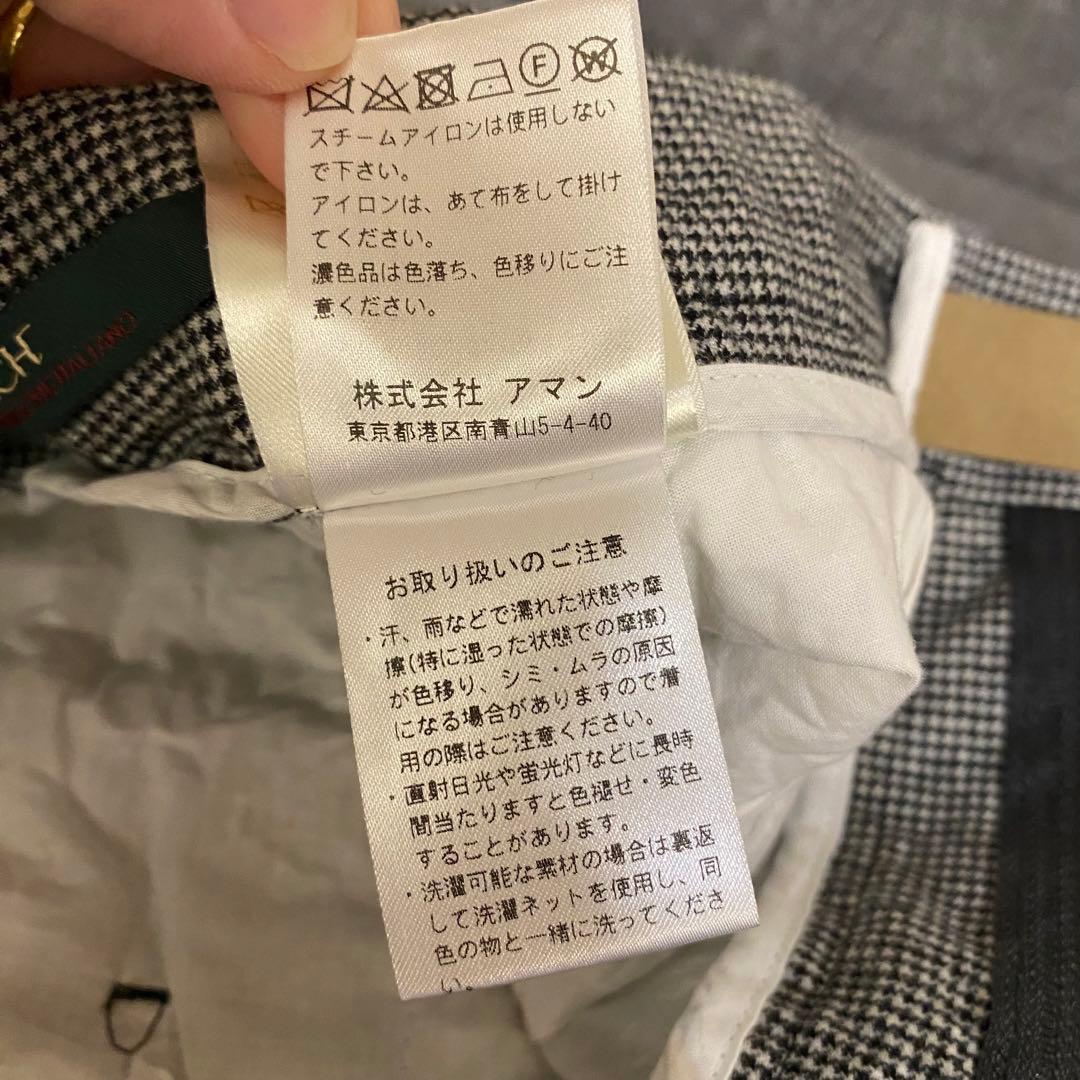 F W
スチームアイロンは使用しない
で下さい。
アイロンは、あて布をして掛け
てください。
濃色品は色落ち、色移りにご注
意ください。
株式会社 アマン
東京都港区南青山5-4-40
お取り扱いのご注意
・汗、雨などで濡れた状態や摩
擦(特に湿った状態での摩擦)
が色移り、シミ・ムラの原因
になる場合がありますので着
用の際はご注意ください。
・直射日光や蛍光灯などに長時
間当たりますと色褪せ・変色
することがあります。
・洗濯可能な素材の場合は裏返
して洗濯ネットを使用し、同
色の物と一緒に洗ってくださ
い。